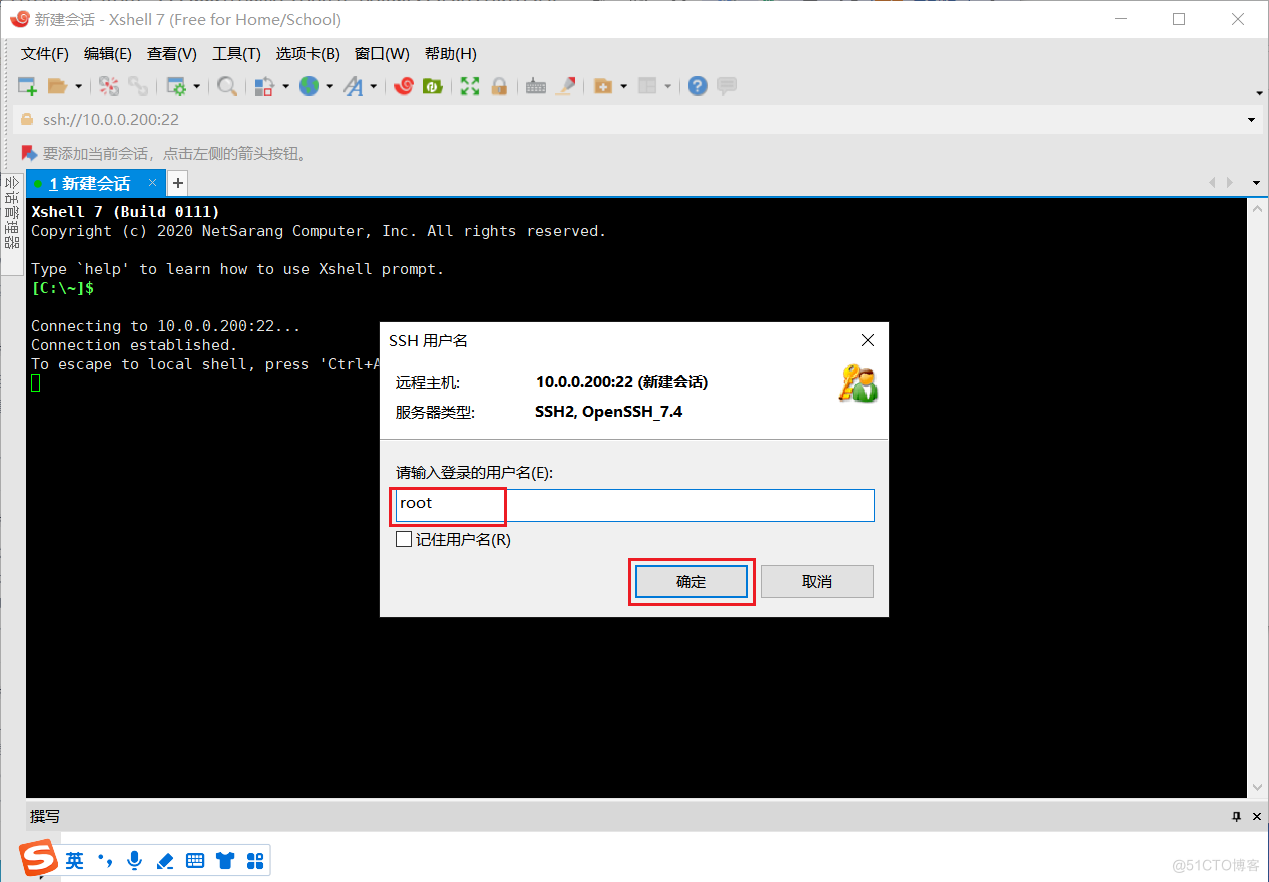 新建会话 - Xshell 7 (Free for Home/School)
文件(F) 编辑(E) 查看(V) 工具(T) 选项卡(B) 窗口(W) 帮助(H)
ssh://10.0.0.200:22
要添加当前会话，点击左侧的箭头按钮。
会话管理器
1 新建会话 × +
Xshell 7 (Build 0111)
Copyright (c) 2020 NetSarang Computer, Inc. All rights reserved.
Type `help' to learn how to use Xshell prompt.
[C:\~]$
Connecting to 10.0.0.200:22...
Connection established.
To escape to local shell, press 'Ctrl+A
SSH 用户名
远程主机: 10.0.0.200:22 (新建会话)
服务器类型: SSH2, OpenSSH_7.4
请输入登录的用户名(E):
root
记住用户名(R)
确定 取消
撰写
英
@51CTO博客